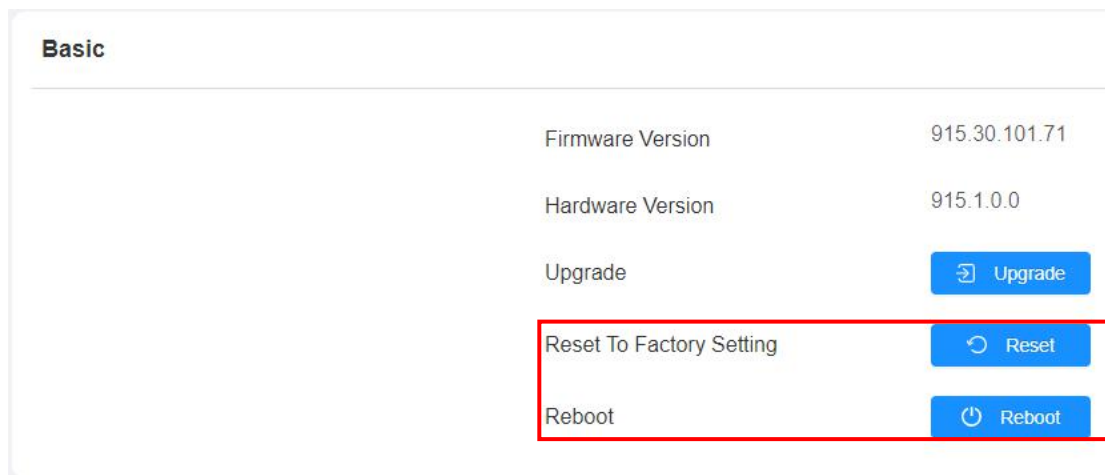 Basic
Firmware Version 915.30.101.71
Hardware Version 915.1.0.0
Upgrade Upgrade
Reset To Factory Setting Reset
Reboot Reboot